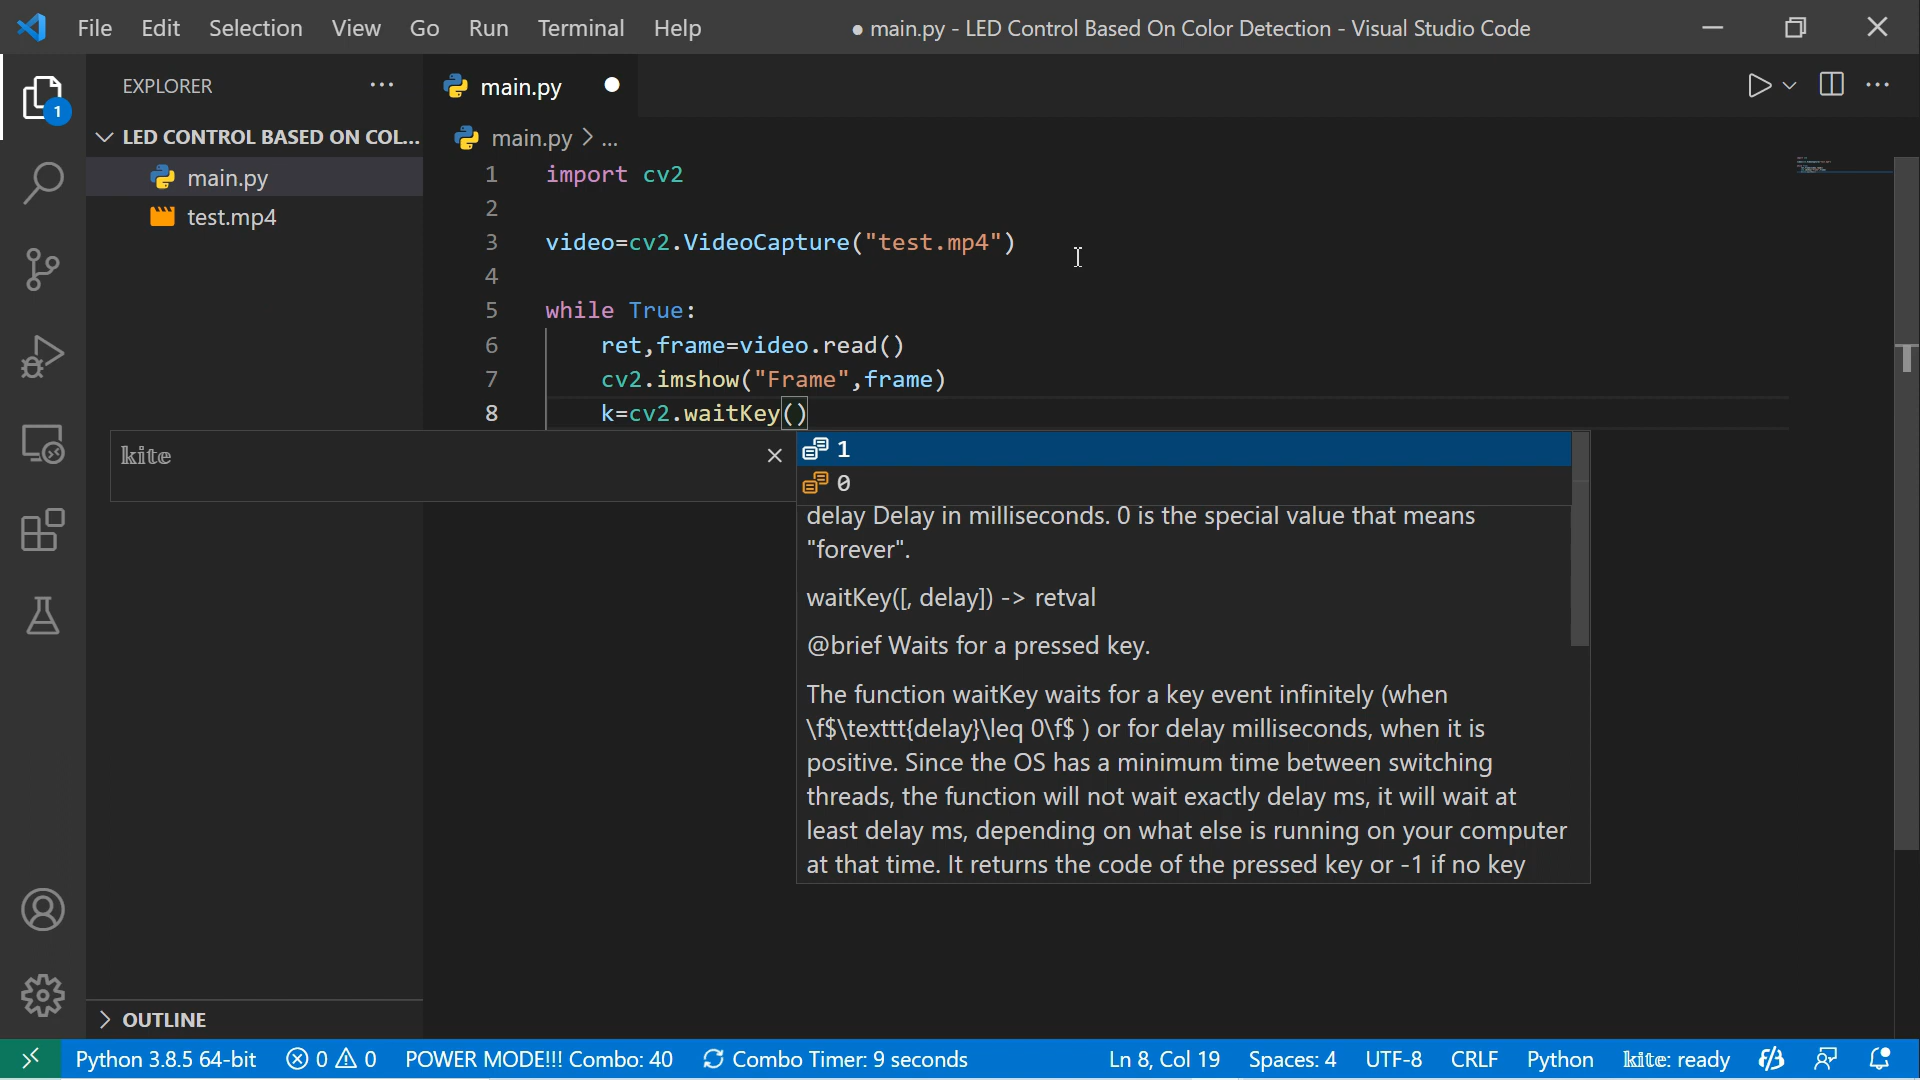 File Edit Selection View Go Run Terminal Help
● main.py - LED Control Based On Color Detection - Visual Studio Code
EXPLORER
main.py
1
LED CONTROL BASED ON COL...
main.py > ...
main.py
test.mp4
1 import cv2
2
3 video=cv2.VideoCapture("test.mp4")
4
5 while True:
6 ret,frame=video.read()
7 cv2.imshow("Frame",frame)
8 k=cv2.waitKey()
kite
1
0
delay Delay in milliseconds. 0 is the special value that means
"forever".
waitKey([, delay]) -> retval
@brief Waits for a pressed key.
The function waitKey waits for a key event infinitely (when
\f$\texttt{delay}\leq 0\f$ ) or for delay milliseconds, when it is
positive. Since the OS has a minimum time between switching
threads, the function will not wait exactly delay ms, it will wait at
least delay ms, depending on what else is running on your computer
at that time. It returns the code of the pressed key or -1 if no key
OUTLINE
Python 3.8.5 64-bit 0 0 POWER MODE!!! Combo: 40 Combo Timer: 9 seconds Ln 8, Col 19 Spaces: 4 UTF-8 CRLF Python kite: ready